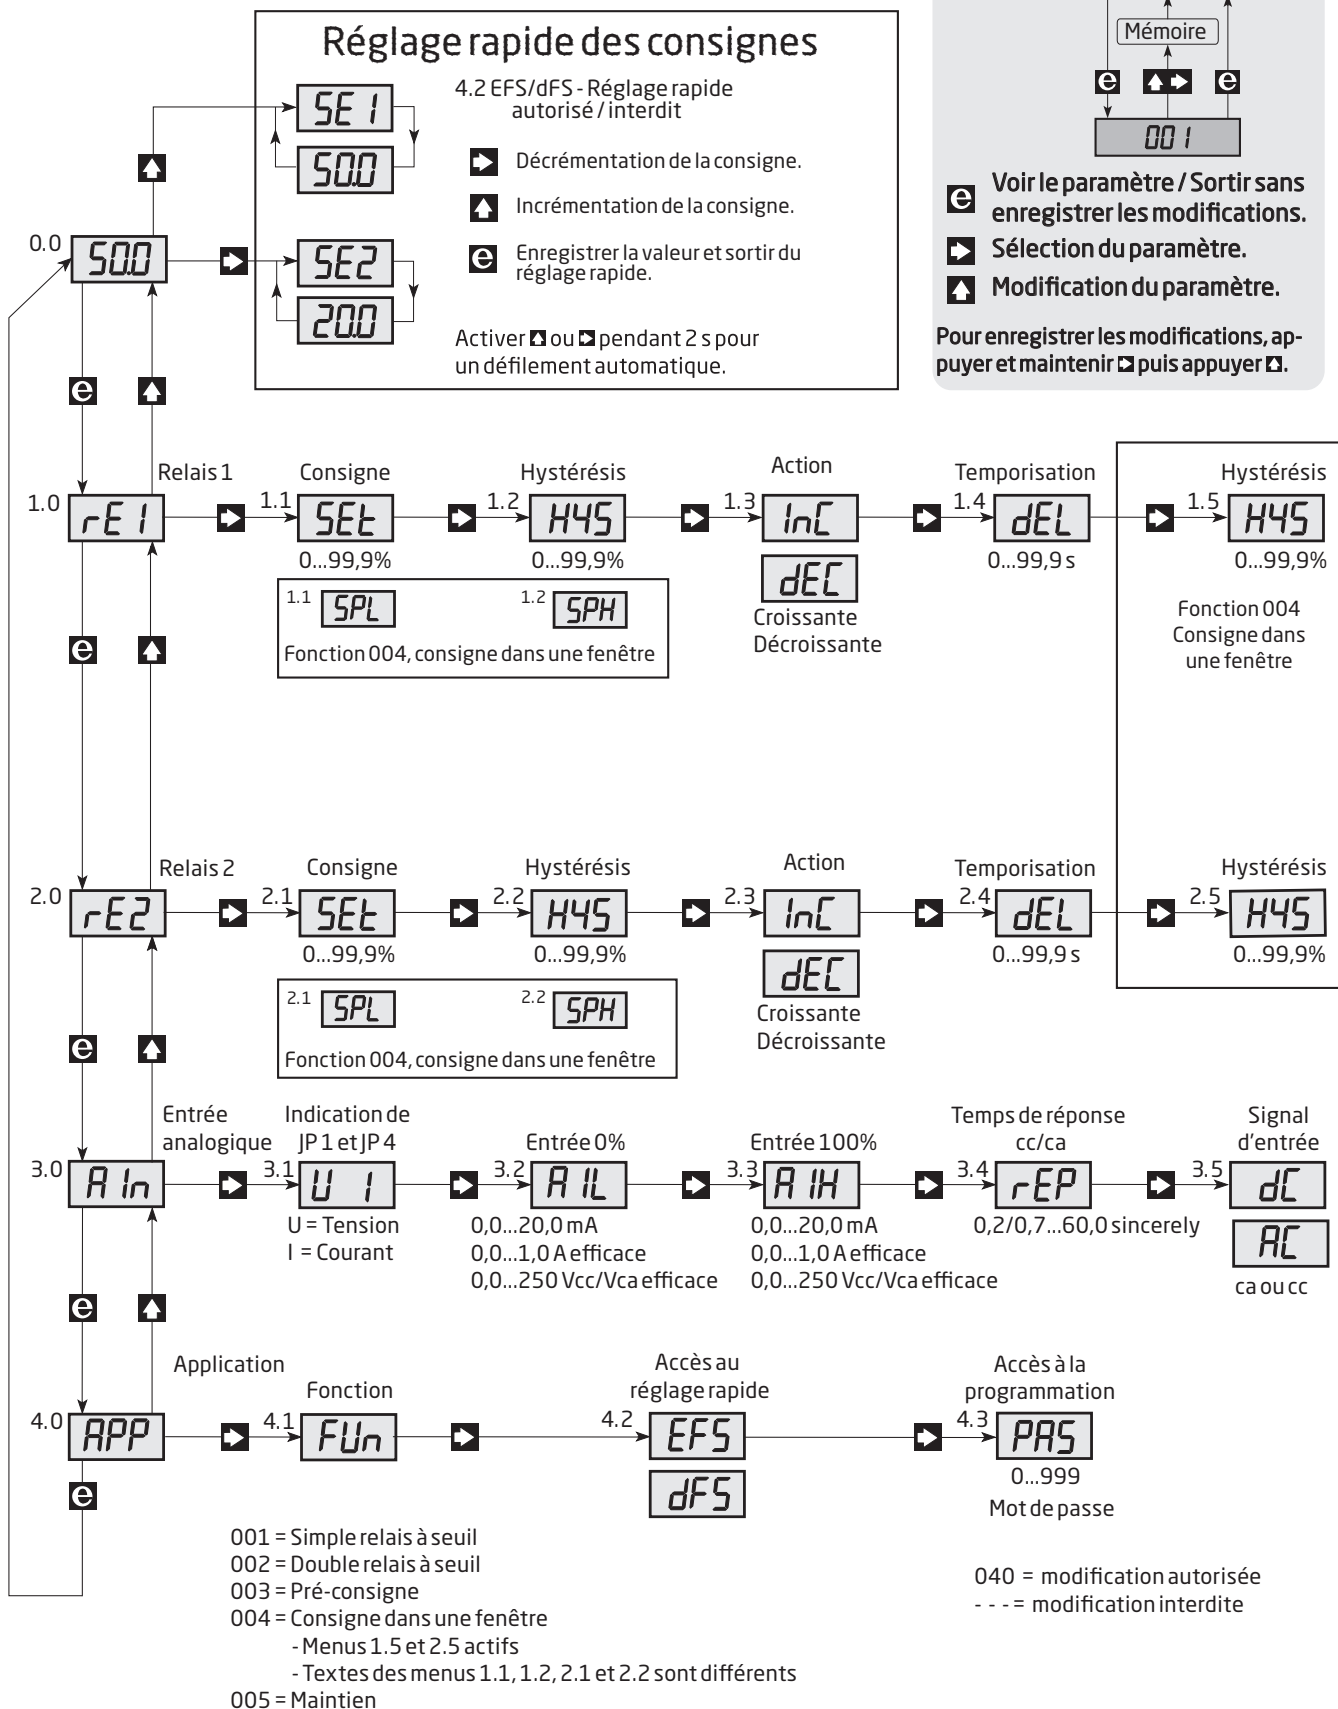 Réglage rapide des consignes
4.2 EFS/dFS - Réglage rapide
autorisé / interdit
SE1
50.0
Décrémentation de la consigne.
Incrémentation de la consigne.
e Enregistrer la valeur et sortir du
réglage rapide.
0.0 50.0
SE2
20.0
Activer ou pendant 2 s pour
un défilement automatique.
Mémoire
e e
001
e Voir le paramètre / Sortir sans
enregistrer les modifications.
Sélection du paramètre.
Modification du paramètre.
Pour enregistrer les modifications, ap-
puyer et maintenir puis appuyer .
e
Relais 1 Consigne Hystérésis Action Temporisation Hystérésis
1.0 rE1 1.1 SEt 1.2 HYS 1.3 InC 1.4 dEL 1.5 HYS
0...99,9% 0...99,9% dEC 0...99,9 s 0...99,9%
1.1 SPL 1.2 SPH
Fonction 004, consigne dans une fenêtre
Croissante
Décroissante
Fonction 004
Consigne dans
une fenêtre
e
Relais 2 Consigne Hystérésis Action Temporisation Hystérésis
2.0 rE2 2.1 SEt 2.2 HYS 2.3 InC 2.4 dEL 2.5 HYS
0...99,9% 0...99,9% dEC 0...99,9 s 0...99,9%
2.1 SPL 2.2 SPH
Fonction 004, consigne dans une fenêtre
Croissante
Décroissante
e
Entrée
analogique
Indication de
JP 1 et JP 4
Entrée 0%
Entrée 100%
Temps de réponse
cc/ca
Signal
d'entrée
3.0 AIn 3.1 U I 3.2 AIL 3.3 AIH 3.4 rEP 3.5 dC
AC
U = Tension
I = Courant
0,0...20,0 mA
0,0...1,0 A efficace
0,0...250 Vcc/Vca efficace
0,0...20,0 mA
0,0...1,0 A efficace
0,0...250 Vcc/Vca efficace
0,2/0,7...60,0 sincerely
ca ou cc
e
Application
Fonction
Accès au
réglage rapide
Accès à la
programmation
4.0 APP 4.1 FUn 4.2 EFS 4.3 PAS
dFS
0...999
Mot de passe
e
001 = Simple relais à seuil
002 = Double relais à seuil
003 = Pré-consigne
004 = Consigne dans une fenêtre
- Menus 1.5 et 2.5 actifs
- Textes des menus 1.1, 1.2, 2.1 et 2.2 sont différents
005 = Maintien
040 = modification autorisée
- - - = modification interdite